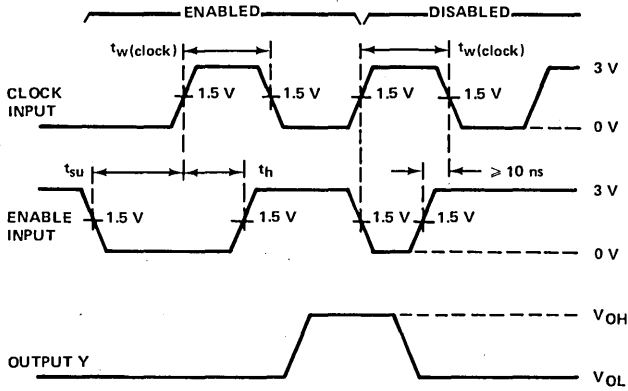 ENABLED DISABLED
tw(clock) tw(clock)
3 V
CLOCK INPUT 1.5 V 1.5 V 1.5 V 1.5 V
0 V
tsu th ≥ 10 ns
3 V
ENABLE INPUT 1.5 V 1.5 V 1.5 V 1.5 V
0 V
VOH
OUTPUT Y
VOL